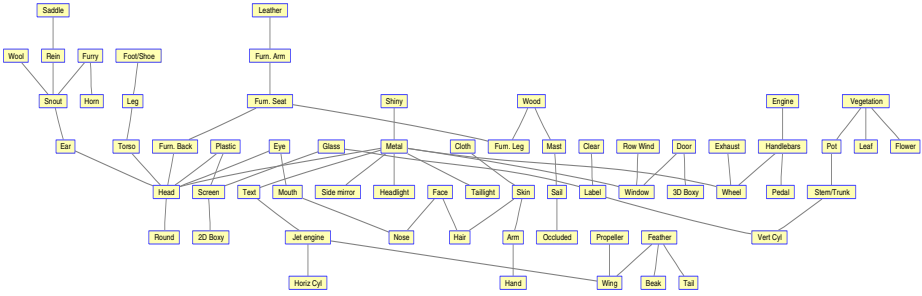 Saddle
Leather
Wool
Rein
Furry
Foot/Shoe
Furn. Arm
Snout
Horn
Leg
Furn. Seat
Shiny
Wood
Engine
Vegetation
Ear
Torso
Furn. Back
Plastic
Eye
Glass
Metal
Cloth
Furn. Leg
Mast
Clear
Row Wind
Door
Exhaust
Handlebars
Pot
Leaf
Flower
Head
Screen
Text
Mouth
Side mirror
Headlight
Face
Taillight
Skin
Sail
Label
Window
3D Boxy
Wheel
Pedal
Stem/Trunk
Round
2D Boxy
Jet engine
Nose
Hair
Arm
Occluded
Propeller
Feather
Vert Cyl
Horiz Cyl
Hand
Wing
Beak
Tail